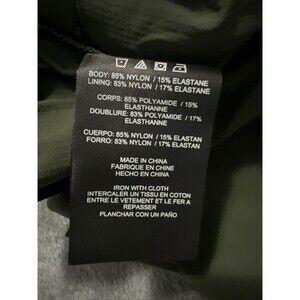 BODY: 85% NYLON / 15% ELASTANE
LINING: 83% NYLON / 17% ELASTANE
CORPS: 85% POLYAMIDE / 15%
ELASTHANNE
DOUBLURE: 83% POLYAMIDE / 17%
ELASTHANNE
CUERPO: 85% NYLON / 15% ELASTAN
FORRO: 83% NYLON / 17% ELASTAN
MADE IN CHINA
FABRIQUE EN CHINE
HECHO EN CHINA
IRON WITH CLOTH
INTERCALER UN TISSU EN COTON
ENTRE LE VETEMENT ET LE FER A
REPASSER
PLANCHAR CON UN PAÑO